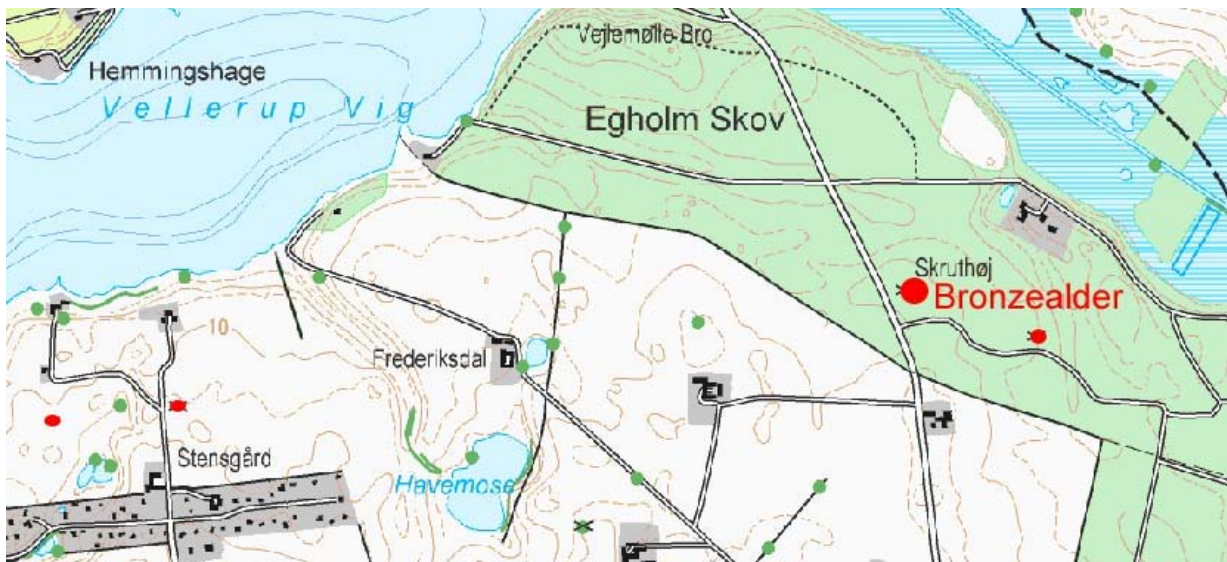 Vejlemølle Bro
Hemmingshage
Vellerup Vig
Egholm Skov
Skruthøj
Bronzealder
10
Frederiksdal
Stensgård
Havemose